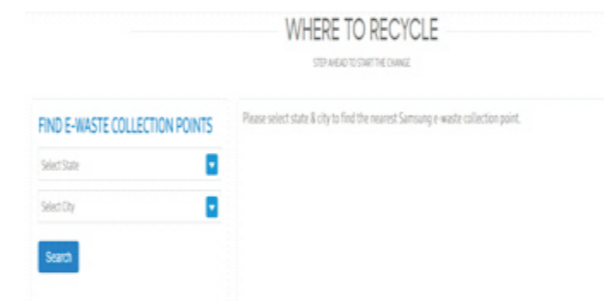 WHERE TO RECYCLE
STEP AHEAD TO START THE CHANGE
FIND E-WASTE COLLECTION POINTS
Select State
Select City
Search
Please select state & city to find the nearest Samsung e-waste collection point.